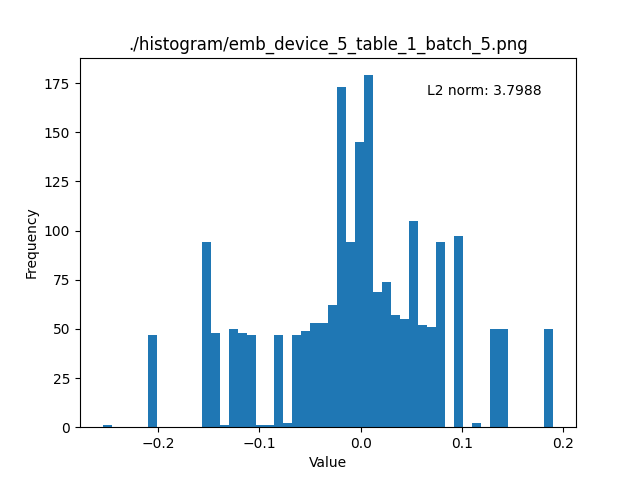 ./histogram/emb_device_5_table_1_batch_5.png
L2 norm: 3.7988
175
150
125
100
75
50
25
0
Frequency
−0.2 −0.1 0.0 0.1 0.2
Value